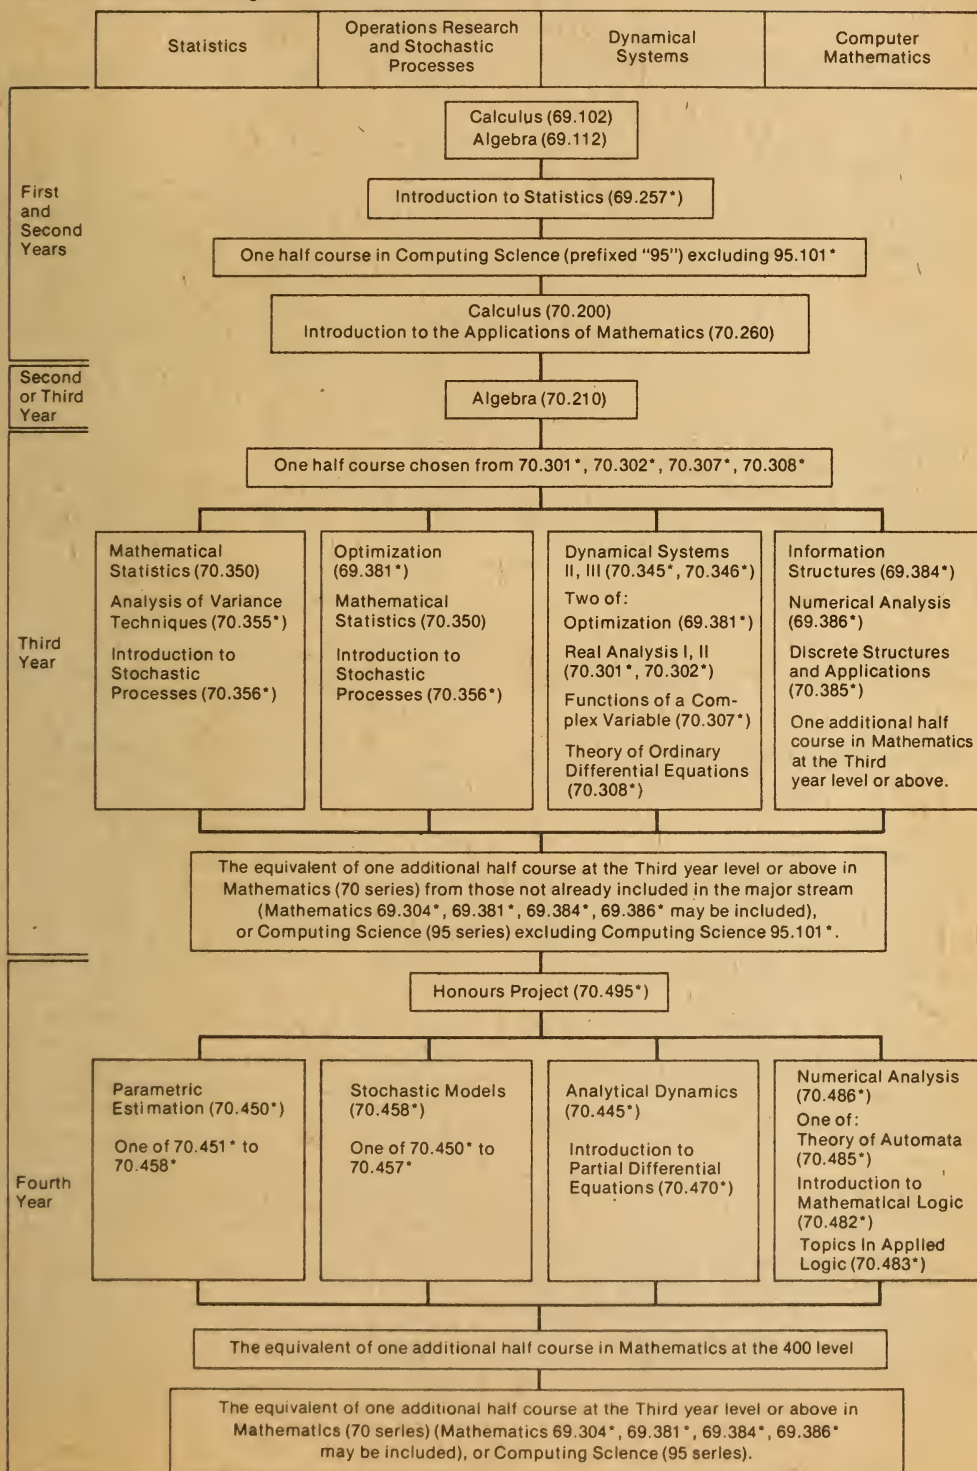 Statistics
Operations Research
and Stochastic
Processes
Dynamical
Systems
Computer
Mathematics
First
and
Second
Years
Calculus (69.102)
Algebra (69.112)
Introduction to Statistics (69.257*)
One half course in Computing Science (prefixed "95") excluding 95.101*
Calculus (70.200)
Introduction to the Applications of Mathematics (70.260)
Second
or Third
Year
Algebra (70.210)
Third
Year
One half course chosen from 70.301*, 70.302*, 70.307*, 70.308*
Mathematical
Statistics (70.350)
Analysis of Variance
Techniques (70.355*)
Introduction to
Stochastic
Processes (70.356*)
Optimization
(69.381*)
Mathematical
Statistics (70.350)
Introduction to
Stochastic
Processes (70.356*)
Dynamical Systems
II, III (70.345*, 70.346*)
Two of:
Optimization (69.381*)
Real Analysis I, II
(70.301*, 70.302*)
Functions of a Com-
plex Variable (70.307*)
Theory of Ordinary
Differential Equations
(70.308*)
Information
Structures (69.384*)
Numerical Analysis
(69.386*)
Discrete Structures
and Applications
(70.385*)
One additional half
course in Mathematics
at the Third
year level or above.
The equivalent of one additional half course at the Third year level or above in
Mathematics (70 series) from those not already included in the major stream
(Mathematics 69.304*, 69.381*, 69.384*, 69.386* may be included),
or Computing Science (95 series) excluding Computing Science 95.101*.
Fourth
Year
Honours Project (70.495*)
Parametric
Estimation (70.450*)
One of 70.451* to
70.458*
Stochastic Models
(70.458*)
One of 70.450* to
70.457*
Analytical Dynamics
(70.445*)
Introduction to
Partial Differential
Equations (70.470*)
Numerical Analysis
(70.486*)
One of:
Theory of Automata
(70.485*)
Introduction to
Mathematical Logic
(70.482*)
Topics in Applied
Logic (70.483*)
The equivalent of one additional half course in Mathematics at the 400 level
The equivalent of one additional half course at the Third year level or above in
Mathematics (70 series) (Mathematics 69.304*, 69.381*, 69.384*, 69.386*
may be included), or Computing Science (95 series).